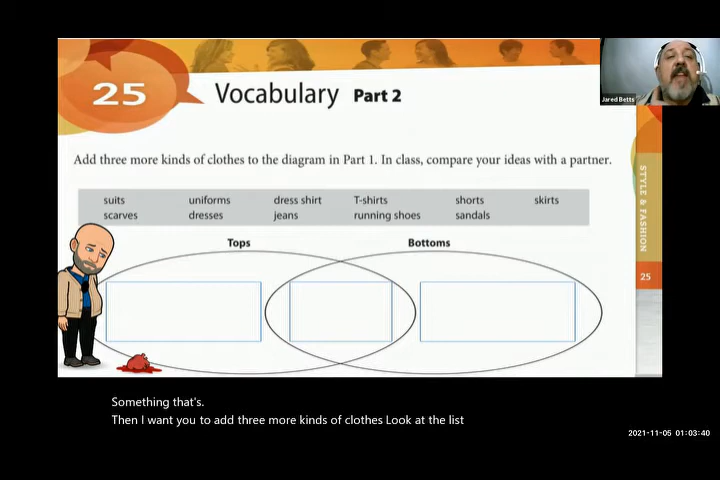 25 Vocabulary Part 2
Jared Betts
Add three more kinds of clothes to the diagram in Part 1. In class, compare your ideas with a partner.
suits uniforms dress shirt T-shirts shorts skirts
scarves dresses jeans running shoes sandals
Tops Bottoms
STYLE & FASHION
25
Something that's.
Then I want you to add three more kinds of clothes Look at the list
2021-11-05 01:03:40